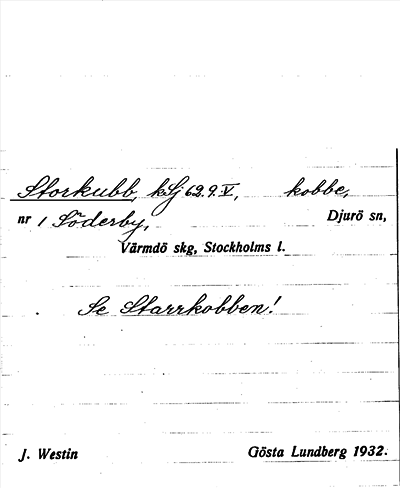 Storkubb, kSj 62.9.V, kobbe,
nr 1 Söderby, Djurö sn,
Värmdö skg, Stockholms l.
Se Starrkobben!
J. Westin Gösta Lundberg 1932.